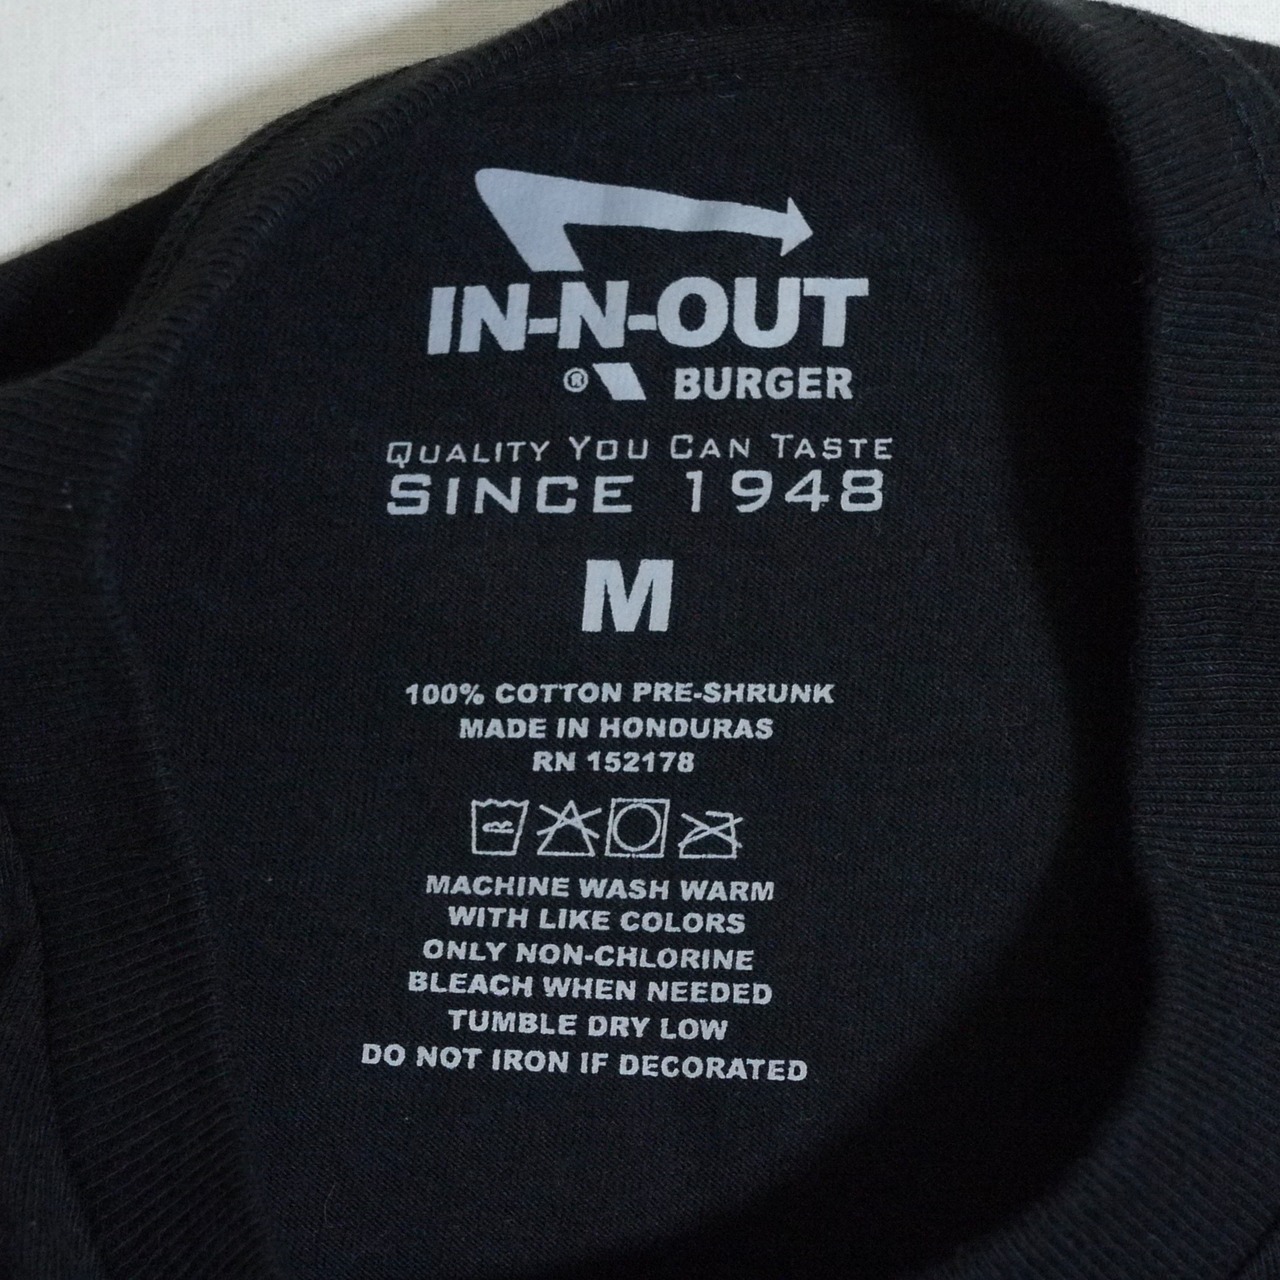 IN-N-OUT
® BURGER
QUALITY YOU CAN TASTE
SINCE 1948
M
100% COTTON PRE-SHRUNK
MADE IN HONDURAS
RN 152178
MACHINE WASH WARM
WITH LIKE COLORS
ONLY NON-CHLORINE
BLEACH WHEN NEEDED
TUMBLE DRY LOW
DO NOT IRON IF DECORATED